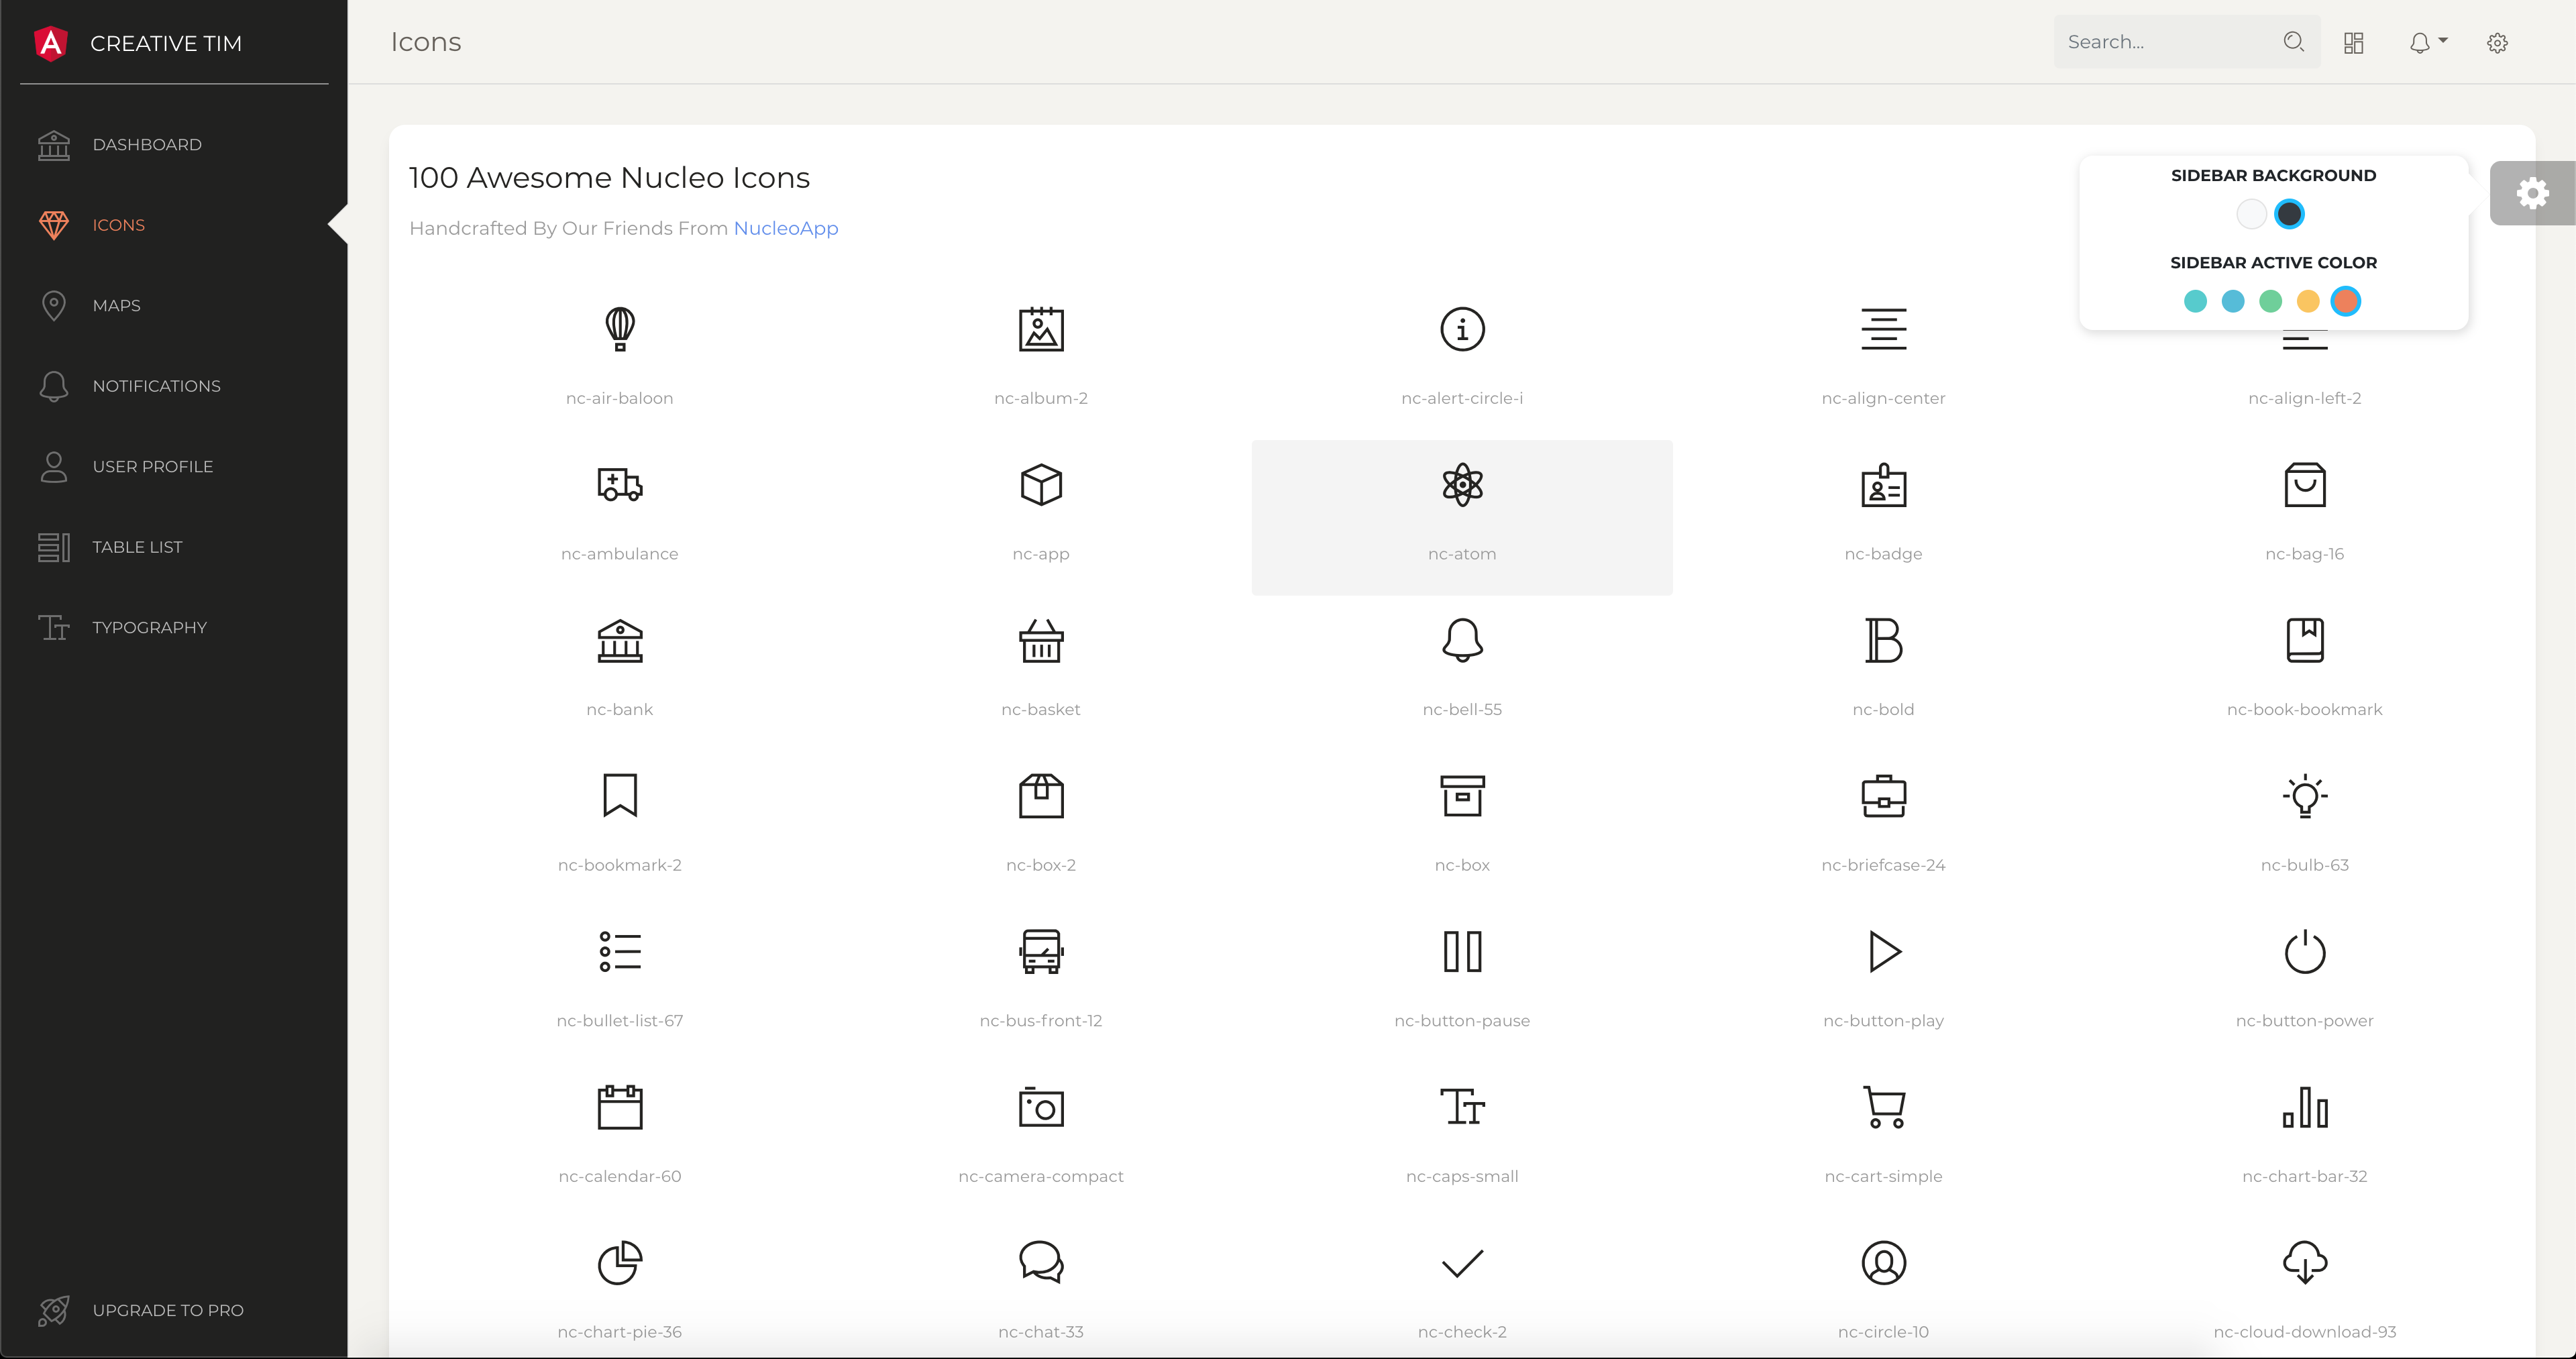 CREATIVE TIM
DASHBOARD
ICONS
MAPS
NOTIFICATIONS
USER PROFILE
TABLE LIST
TYPOGRAPHY
UPGRADE TO PRO
Icons
Search...
100 Awesome Nucleo Icons
Handcrafted By Our Friends From NucleoApp
SIDEBAR BACKGROUND
SIDEBAR ACTIVE COLOR
nc-air-baloon
nc-album-2
nc-alert-circle-i
nc-align-center
nc-align-left-2
nc-ambulance
nc-app
nc-atom
nc-badge
nc-bag-16
nc-bank
nc-basket
nc-bell-55
nc-bold
nc-book-bookmark
nc-bookmark-2
nc-box-2
nc-box
nc-briefcase-24
nc-bulb-63
nc-bullet-list-67
nc-bus-front-12
nc-button-pause
nc-button-play
nc-button-power
nc-calendar-60
nc-camera-compact
nc-caps-small
nc-cart-simple
nc-chart-bar-32
nc-chart-pie-36
nc-chat-33
nc-check-2
nc-circle-10
nc-cloud-download-93